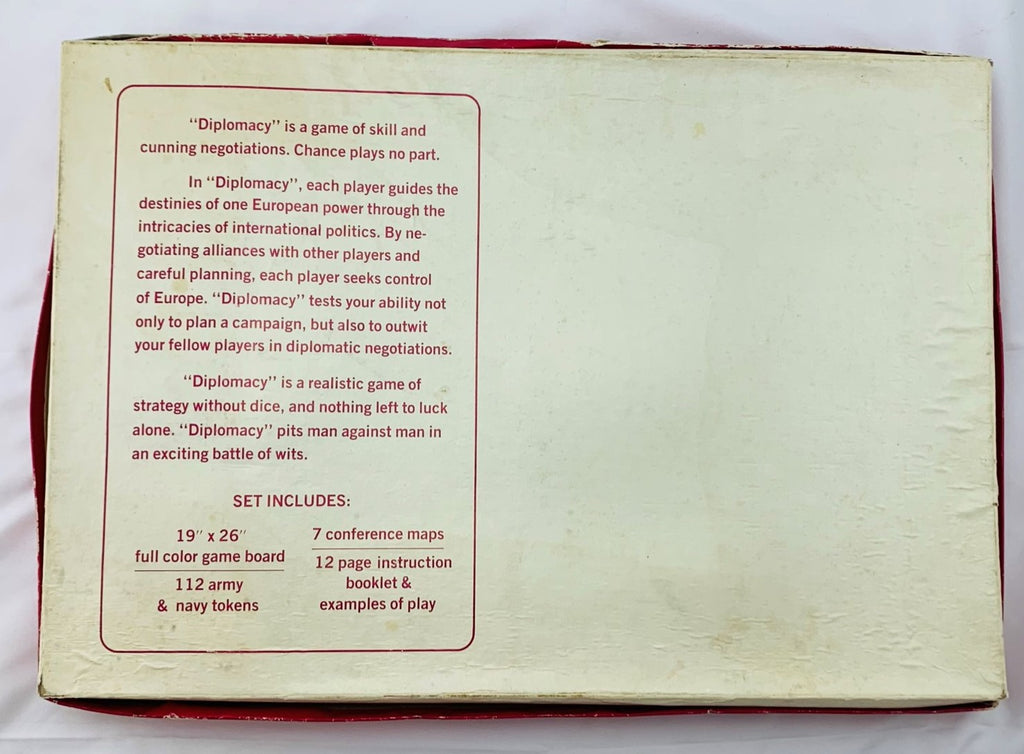 “Diplomacy” is a game of skill and
cunning negotiations. Chance plays no part.
In “Diplomacy”, each player guides the
destinies of one European power through the
intricacies of international politics. By ne-
gotiating alliances with other players and
careful planning, each player seeks control
of Europe. “Diplomacy” tests your ability not
only to plan a campaign, but also to outwit
your fellow players in diplomatic negotiations.
“Diplomacy” is a realistic game of
strategy without dice, and nothing left to luck
alone. “Diplomacy” pits man against man in
an exciting battle of wits.
SET INCLUDES:
19″ x 26″
full color game board
112 army
& navy tokens
7 conference maps
12 page instruction
booklet &
examples of play